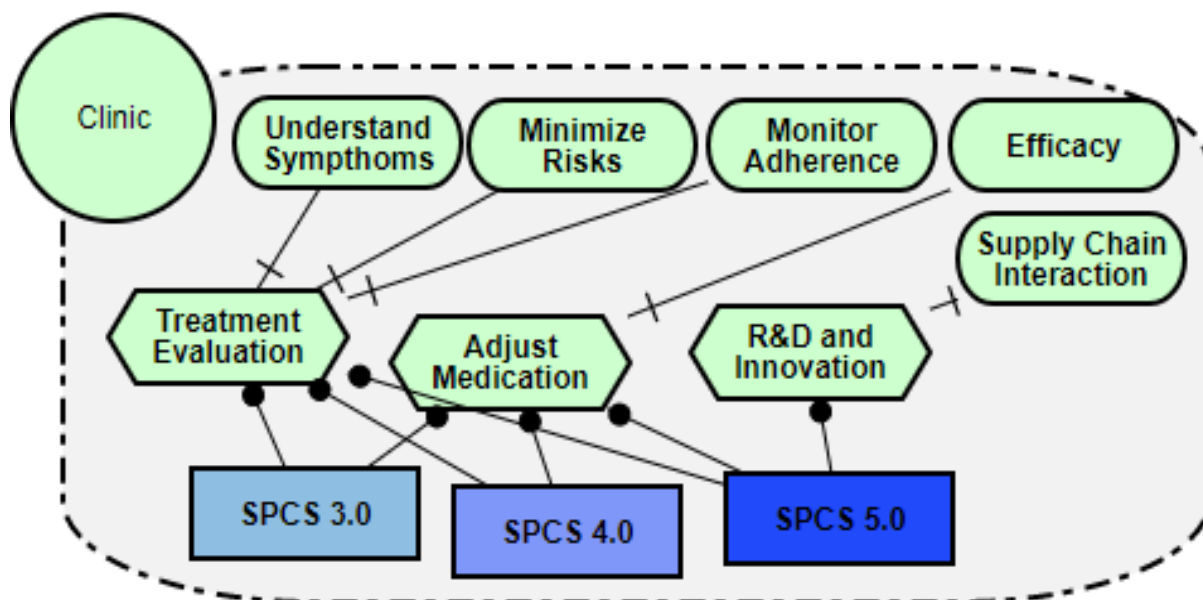 Clinic
Understand
Sympthoms
Minimize
Risks
Monitor
Adherence
Efficacy
Supply Chain
Interaction
Treatment
Evaluation
Adjust
Medication
R&D and
Innovation
SPCS 3.0
SPCS 4.0
SPCS 5.0